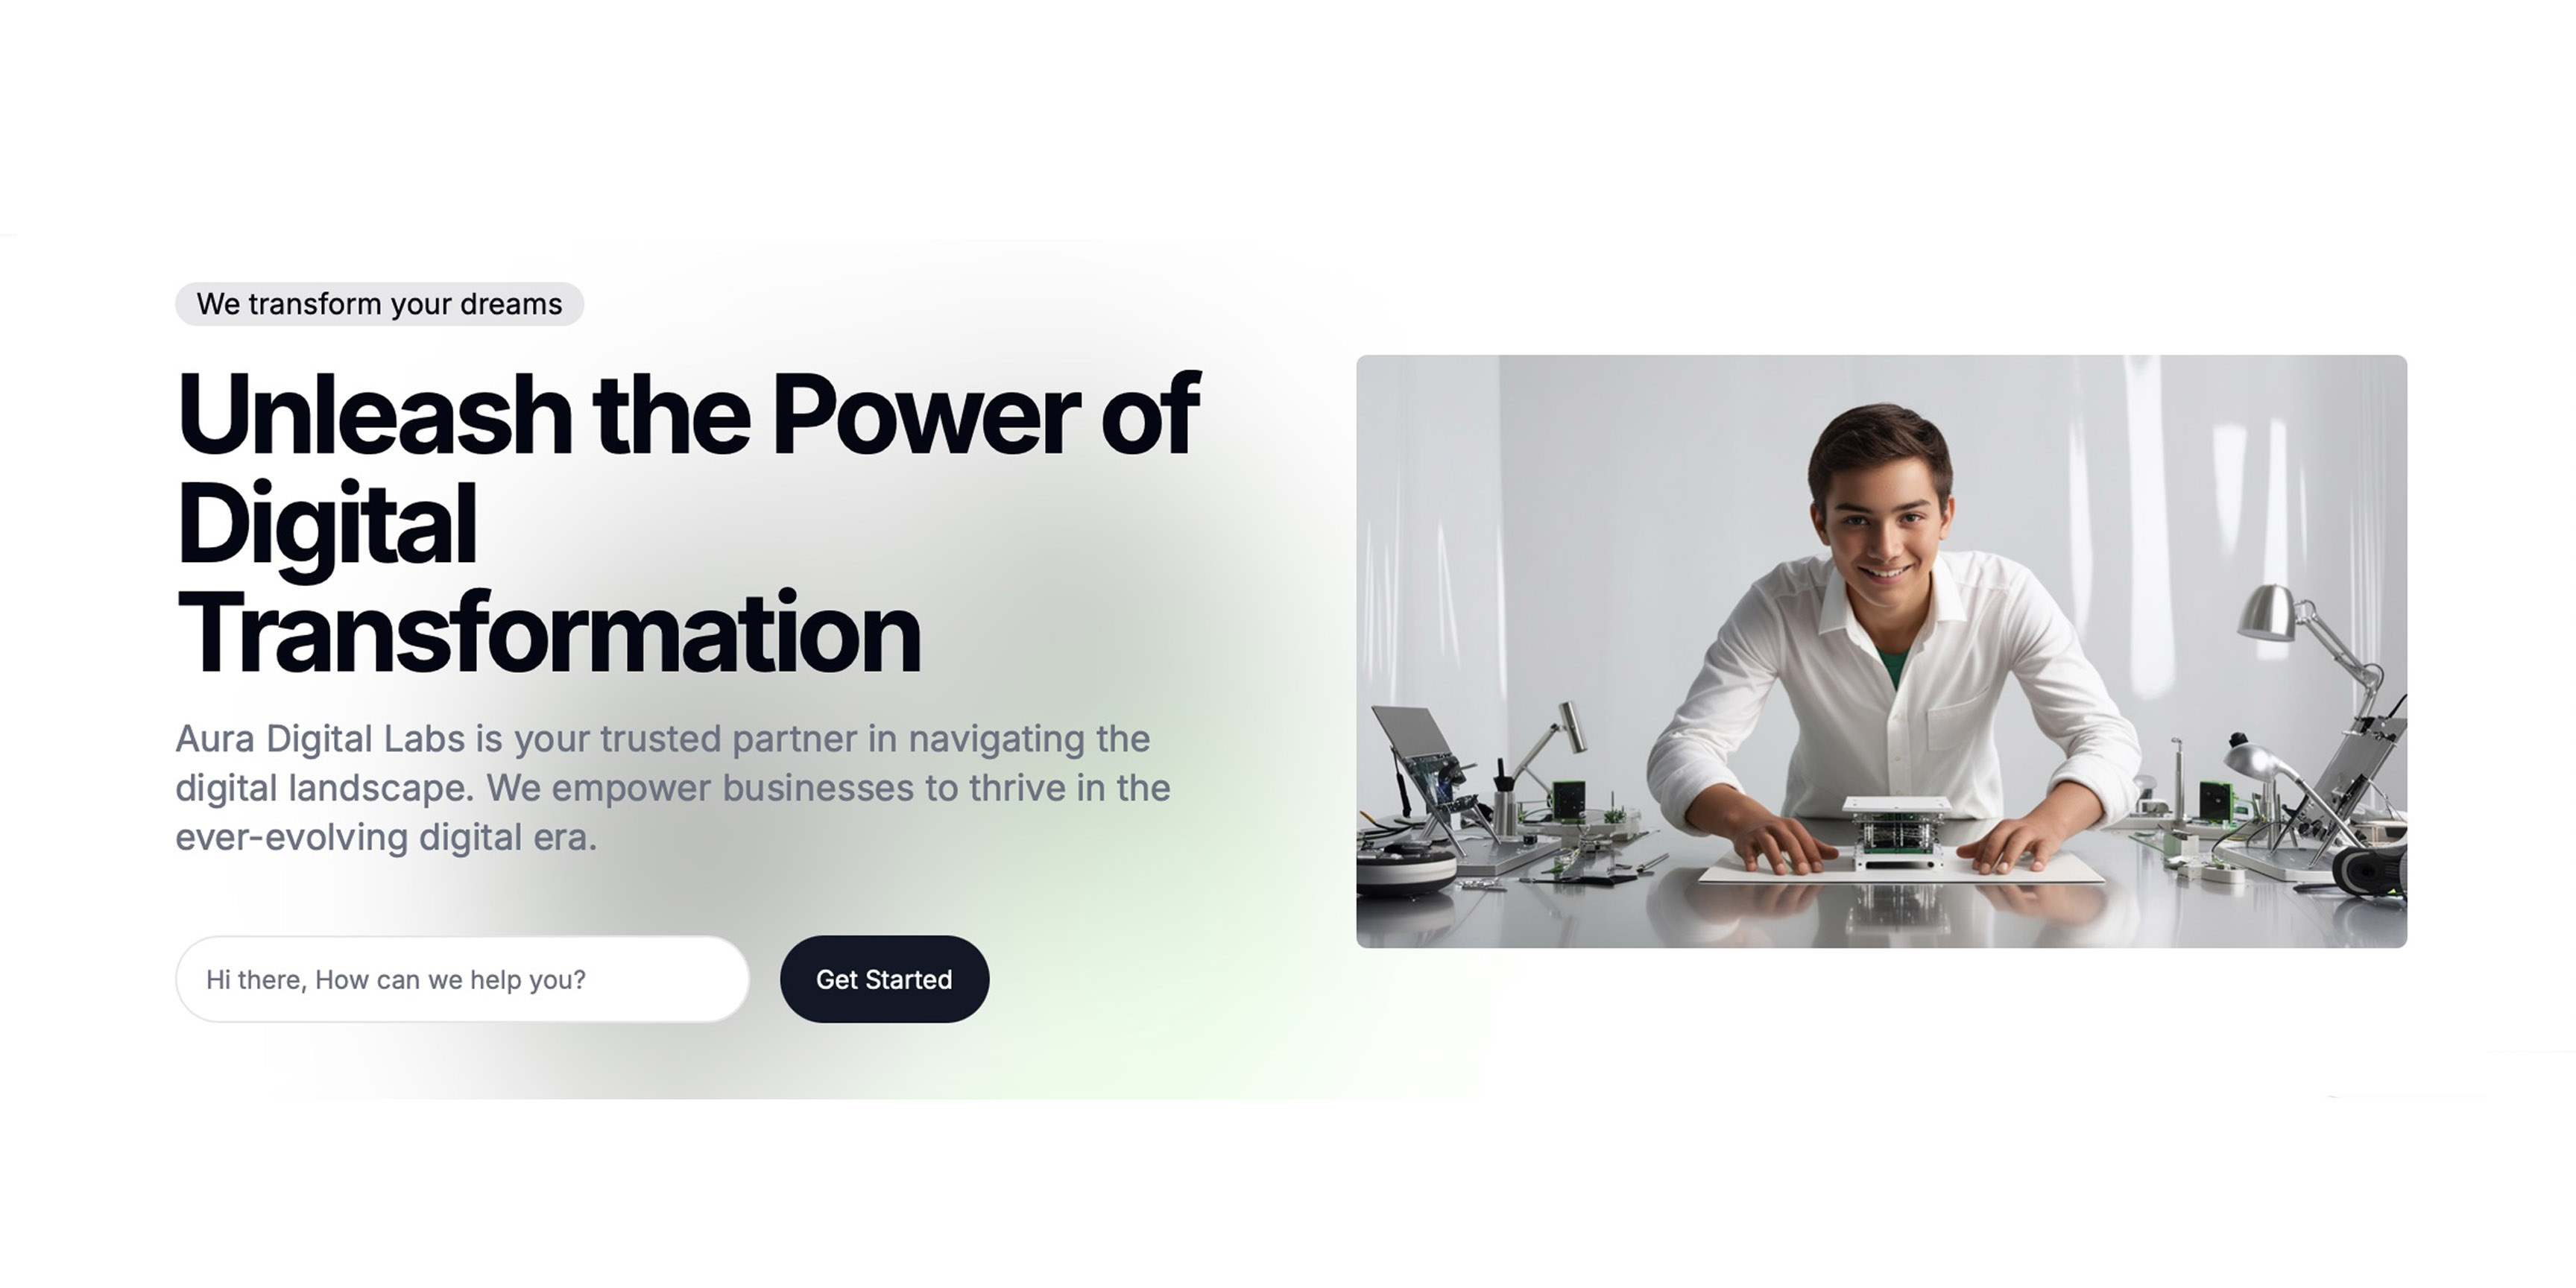 We transform your dreams
Unleash the Power of
Digital
Transformation
Aura Digital Labs is your trusted partner in navigating the
digital landscape. We empower businesses to thrive in the
ever-evolving digital era.
Hi there, How can we help you?
Get Started